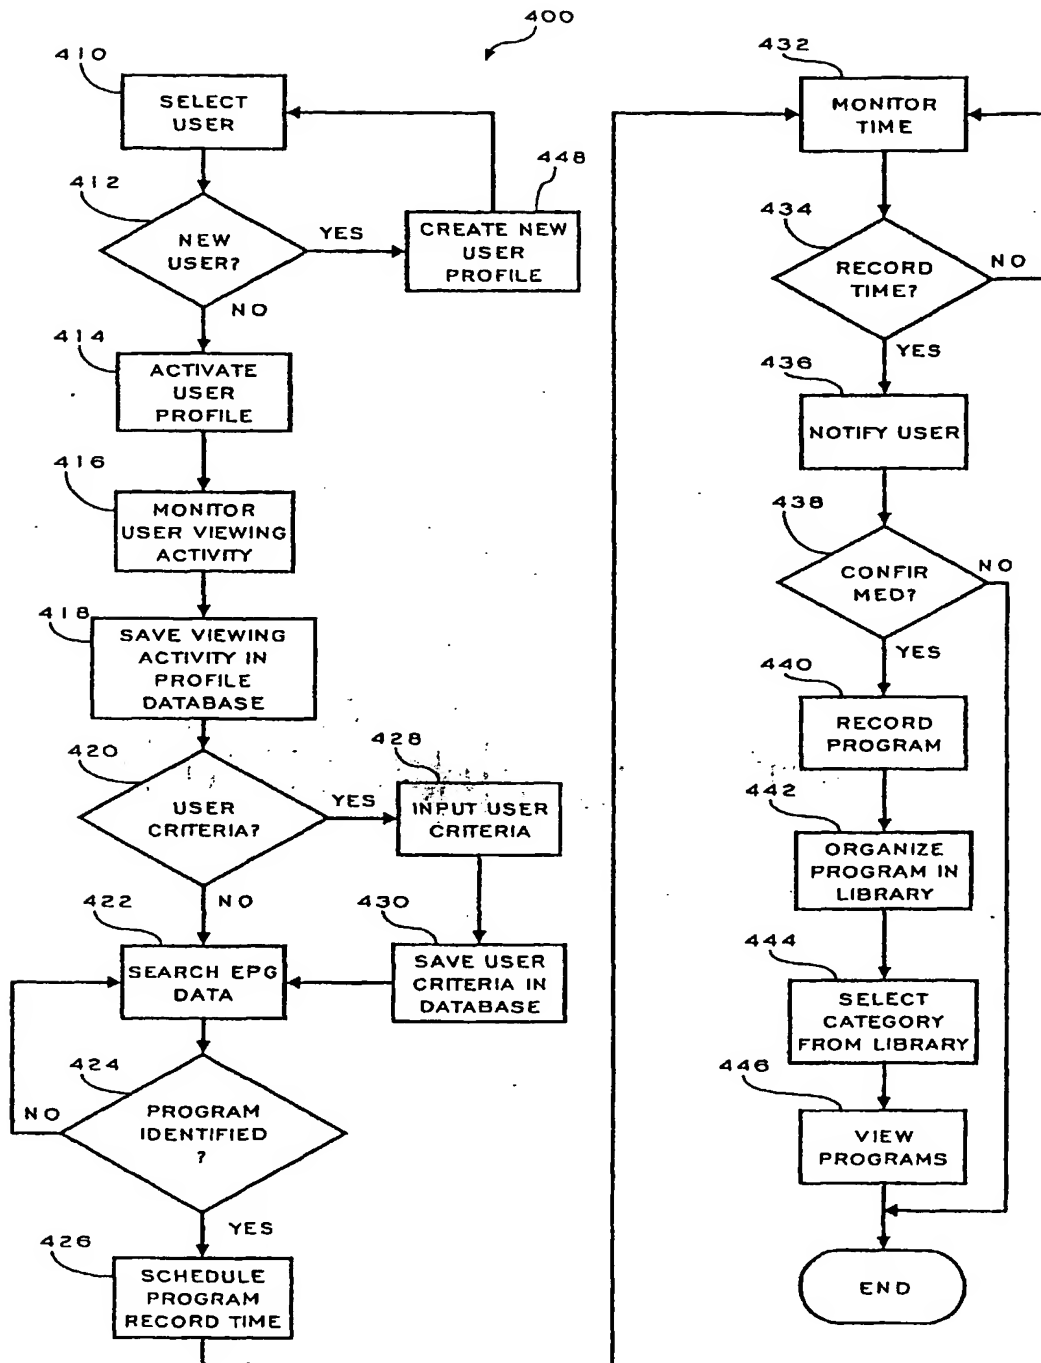 400
410
SELECT
USER
412
NEW
USER?
YES
NO
448
CREATE NEW
USER
PROFILE
414
ACTIVATE
USER
PROFILE
416
MONITOR
USER VIEWING
ACTIVITY
418
SAVE VIEWING
ACTIVITY IN
PROFILE
DATABASE
420
USER
CRITERIA?
YES
NO
428
INPUT USER
CRITERIA
430
SAVE USER
CRITERIA IN
DATABASE
422
SEARCH EPG
DATA
424
PROGRAM
IDENTIFIED
?
NO
YES
426
SCHEDULE
PROGRAM
RECORD TIME
432
MONITOR
TIME
434
RECORD
TIME?
NO
YES
436
NOTIFY USER
438
CONFIR
MED?
NO
YES
440
RECORD
PROGRAM
442
ORGANIZE
PROGRAM IN
LIBRARY
444
SELECT
CATEGORY
FROM LIBRARY
446
VIEW
PROGRAMS
END